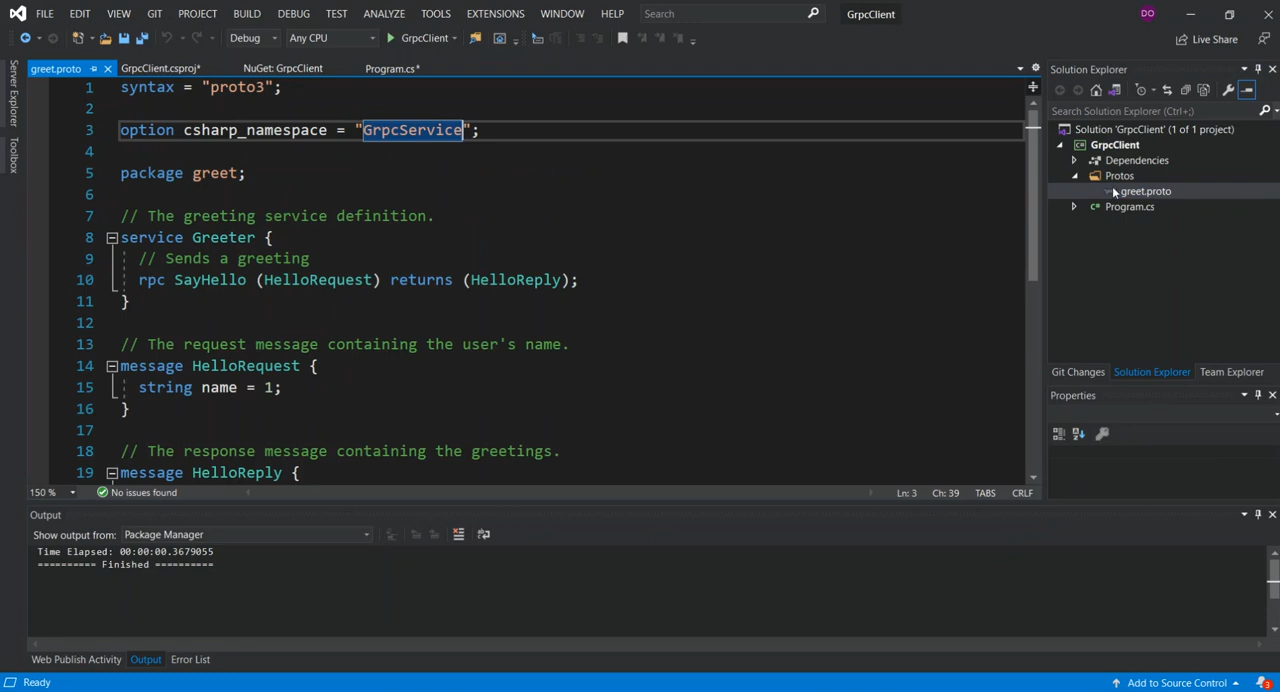 FILE EDIT VIEW GIT PROJECT BUILD DEBUG TEST ANALYZE TOOLS EXTENSIONS WINDOW HELP Search GrpcClient DO
Debug Any CPU GrpcClient Live Share
Server Explorer
Toolbox
greet.proto GrpcClient.csproj* NuGet: GrpcClient Program.cs*
1 syntax = "proto3";
2
3 option csharp_namespace = "GrpcService";
4
5 package greet;
6
7 // The greeting service definition.
8 service Greeter {
9 // Sends a greeting
10 rpc SayHello (HelloRequest) returns (HelloReply);
11 }
12
13 // The request message containing the user's name.
14 message HelloRequest {
15 string name = 1;
16 }
17
18 // The response message containing the greetings.
19 message HelloReply {
150 % No issues found Ln: 3 Ch: 39 TABS CRLF
Solution Explorer
Search Solution Explorer (Ctrl+;)
Solution 'GrpcClient' (1 of 1 project)
GrpcClient
Dependencies
Protos
greet.proto
Program.cs
Git Changes Solution Explorer Team Explorer
Properties
Output
Show output from: Package Manager
Time Elapsed: 00:00:00.3679055
========== Finished ==========
Web Publish Activity Output Error List
Ready Add to Source Control 3